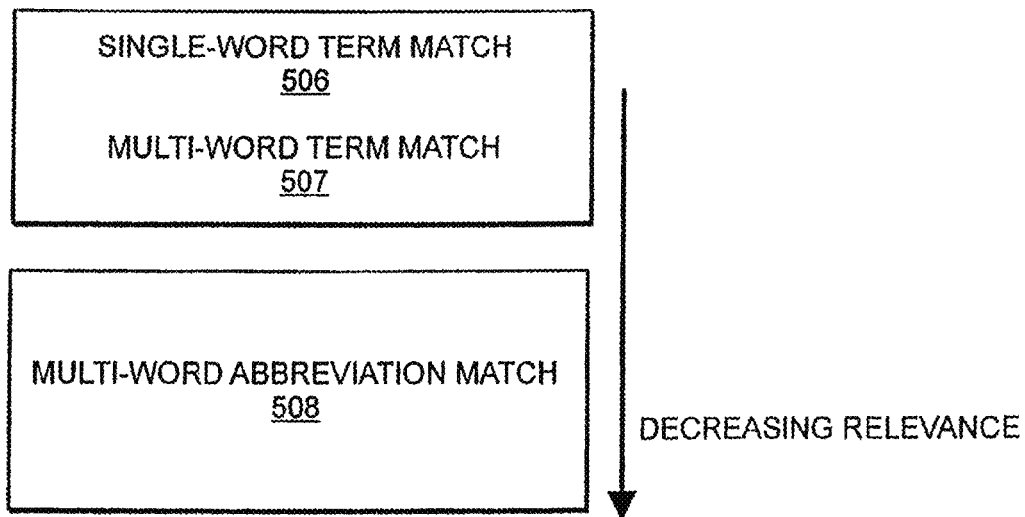 SINGLE-WORD TERM MATCH
506
MULTI-WORD TERM MATCH
507
MULTI-WORD ABBREVIATION MATCH
508
DECREASING RELEVANCE